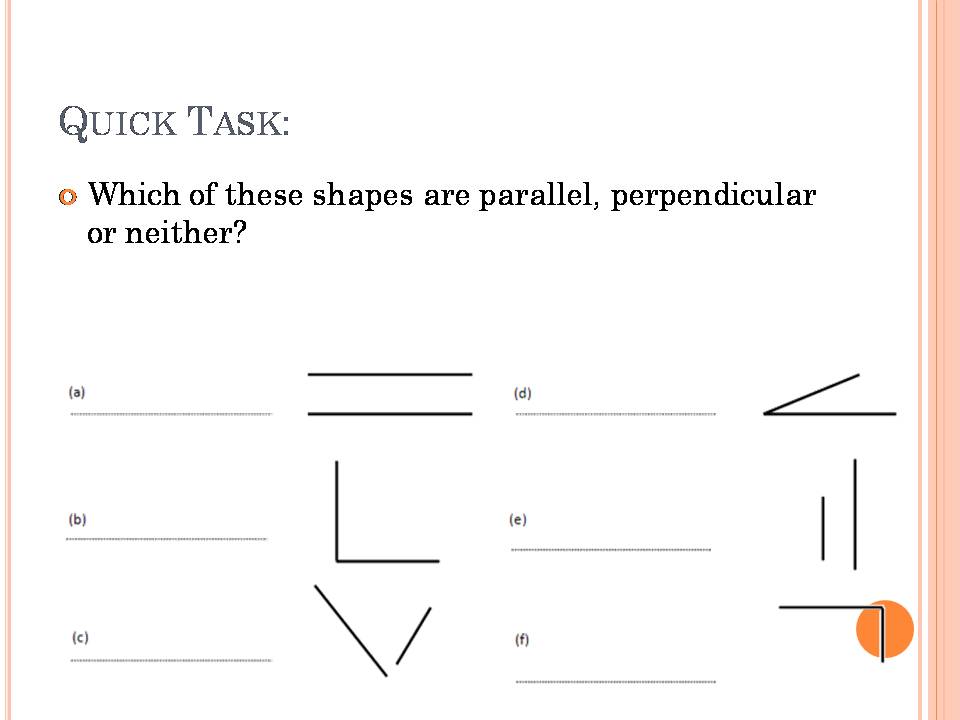 QUICK TASK:
Which of these shapes are parallel, perpendicular
or neither?
(a)
(d)
(b)
(e)
(c)
(f)